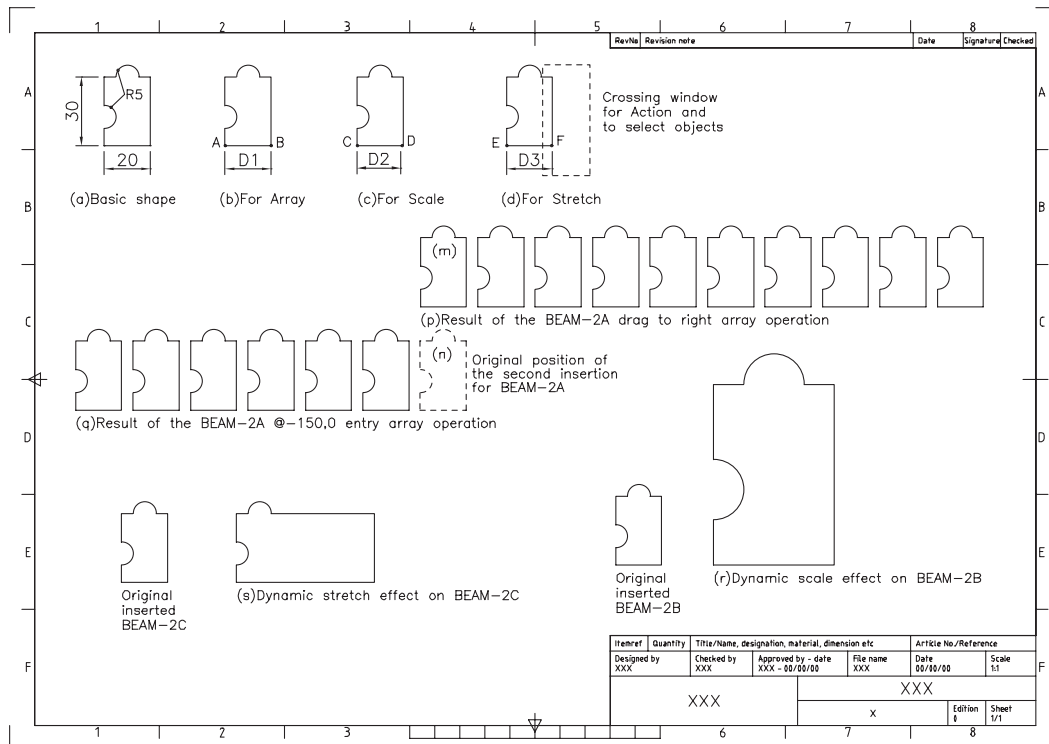 1 2 3 4 5 6 7 8
RevNo Revision note Date Signature Checked
A A
30
R5
20
A B
D1
C D
D2
E F
D3
Crossing window
for Action and
to select objects
(a)Basic shape
(b)For Array
(c)For Scale
(d)For Stretch
B B
(m)
(p)Result of the BEAM-2A drag to right array operation
C C
(n)
Original position of
the second insertion
for BEAM-2A
(q)Result of the BEAM-2A @-150,0 entry array operation
D D
E E
Original
inserted
BEAM-2C
(s)Dynamic stretch effect on BEAM-2C
Original
inserted
BEAM-2B
(r)Dynamic scale effect on BEAM-2B
F F
Itemref Quantity Title/Name, designation, material, dimension etc Article No./Reference
Designed by Checked by Approved by - date File name Date Scale
XXX XXX XXX - 00/00/00 XXX 00/00/00 1:1
XXX
XXX
X
Edition Sheet
0 1/1
1 2 3 6 7 8